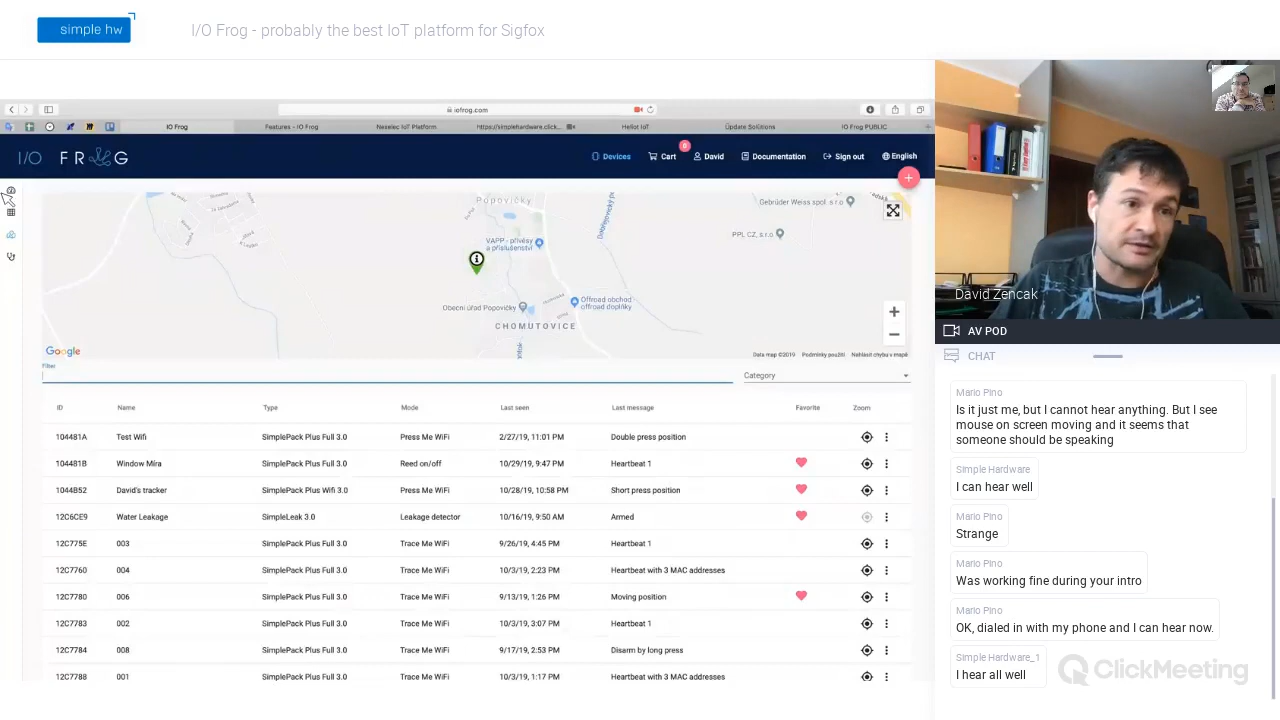 simple hw
I/O Frog - probably the best IoT platform for Sigfox
iofrog.com
IO Frog
Features - IO Frog
Nezelec IoT Platform
https://simplehardware.click...
Heliot IoT
Update Solutions
IO Frog PUBLIC
I/O FROG
Devices
Cart
David
Documentation
Sign out
English
Popovičky
Gebrüder Weiss spol. s r.o.
PPL CZ, s.r.o.
VAPP - přívěsy
a příslušenství
Obecní úřad Popovičky
Offroad obchod
offroad doplňky
CHOMUTOVICE
Google
Data map ©2019 Podmínky použití Nahlásit chybu v mapě
Filter
Category
ID Name Type Mode Last seen Last message Favorite Zoom
104481A Test Wifi SimplePack Plus Full 3.0 Press Me WiFi 2/27/19, 11:01 PM Double press position
104481B Window Míra SimplePack Plus Full 3.0 Reed on/off 10/29/19, 9:47 PM Heartbeat 1
1044B52 David's tracker SimplePack Plus Wifi 3.0 Press Me WiFi 10/28/19, 10:58 PM Short press position
12C6CE9 Water Leakage SimpleLeak 3.0 Leakage detector 10/16/19, 9:50 AM Armed
12C775E 003 SimplePack Plus Full 3.0 Trace Me WiFi 9/26/19, 4:45 PM Heartbeat 1
12C7760 004 SimplePack Plus Full 3.0 Trace Me WiFi 10/3/19, 2:23 PM Heartbeat with 3 MAC addresses
12C7780 006 SimplePack Plus Full 3.0 Trace Me WiFi 9/13/19, 1:26 PM Moving position
12C7783 002 SimplePack Plus Full 3.0 Trace Me WiFi 10/3/19, 3:07 PM Heartbeat 1
12C7784 008 SimplePack Plus Full 3.0 Trace Me WiFi 9/17/19, 2:53 PM Disarm by long press
12C7788 001 SimplePack Plus Full 3.0 Trace Me WiFi 10/3/19, 1:17 PM Heartbeat with 3 MAC addresses
David Zencak
AV POD
CHAT
Mario Pino
Is it just me, but I cannot hear anything. But I see
mouse on screen moving and it seems that
someone should be speaking
Simple Hardware
I can hear well
Mario Pino
Strange
Mario Pino
Was working fine during your intro
Mario Pino
OK, dialed in with my phone and I can hear now.
Simple Hardware_1
I hear all well
ClickMeeting